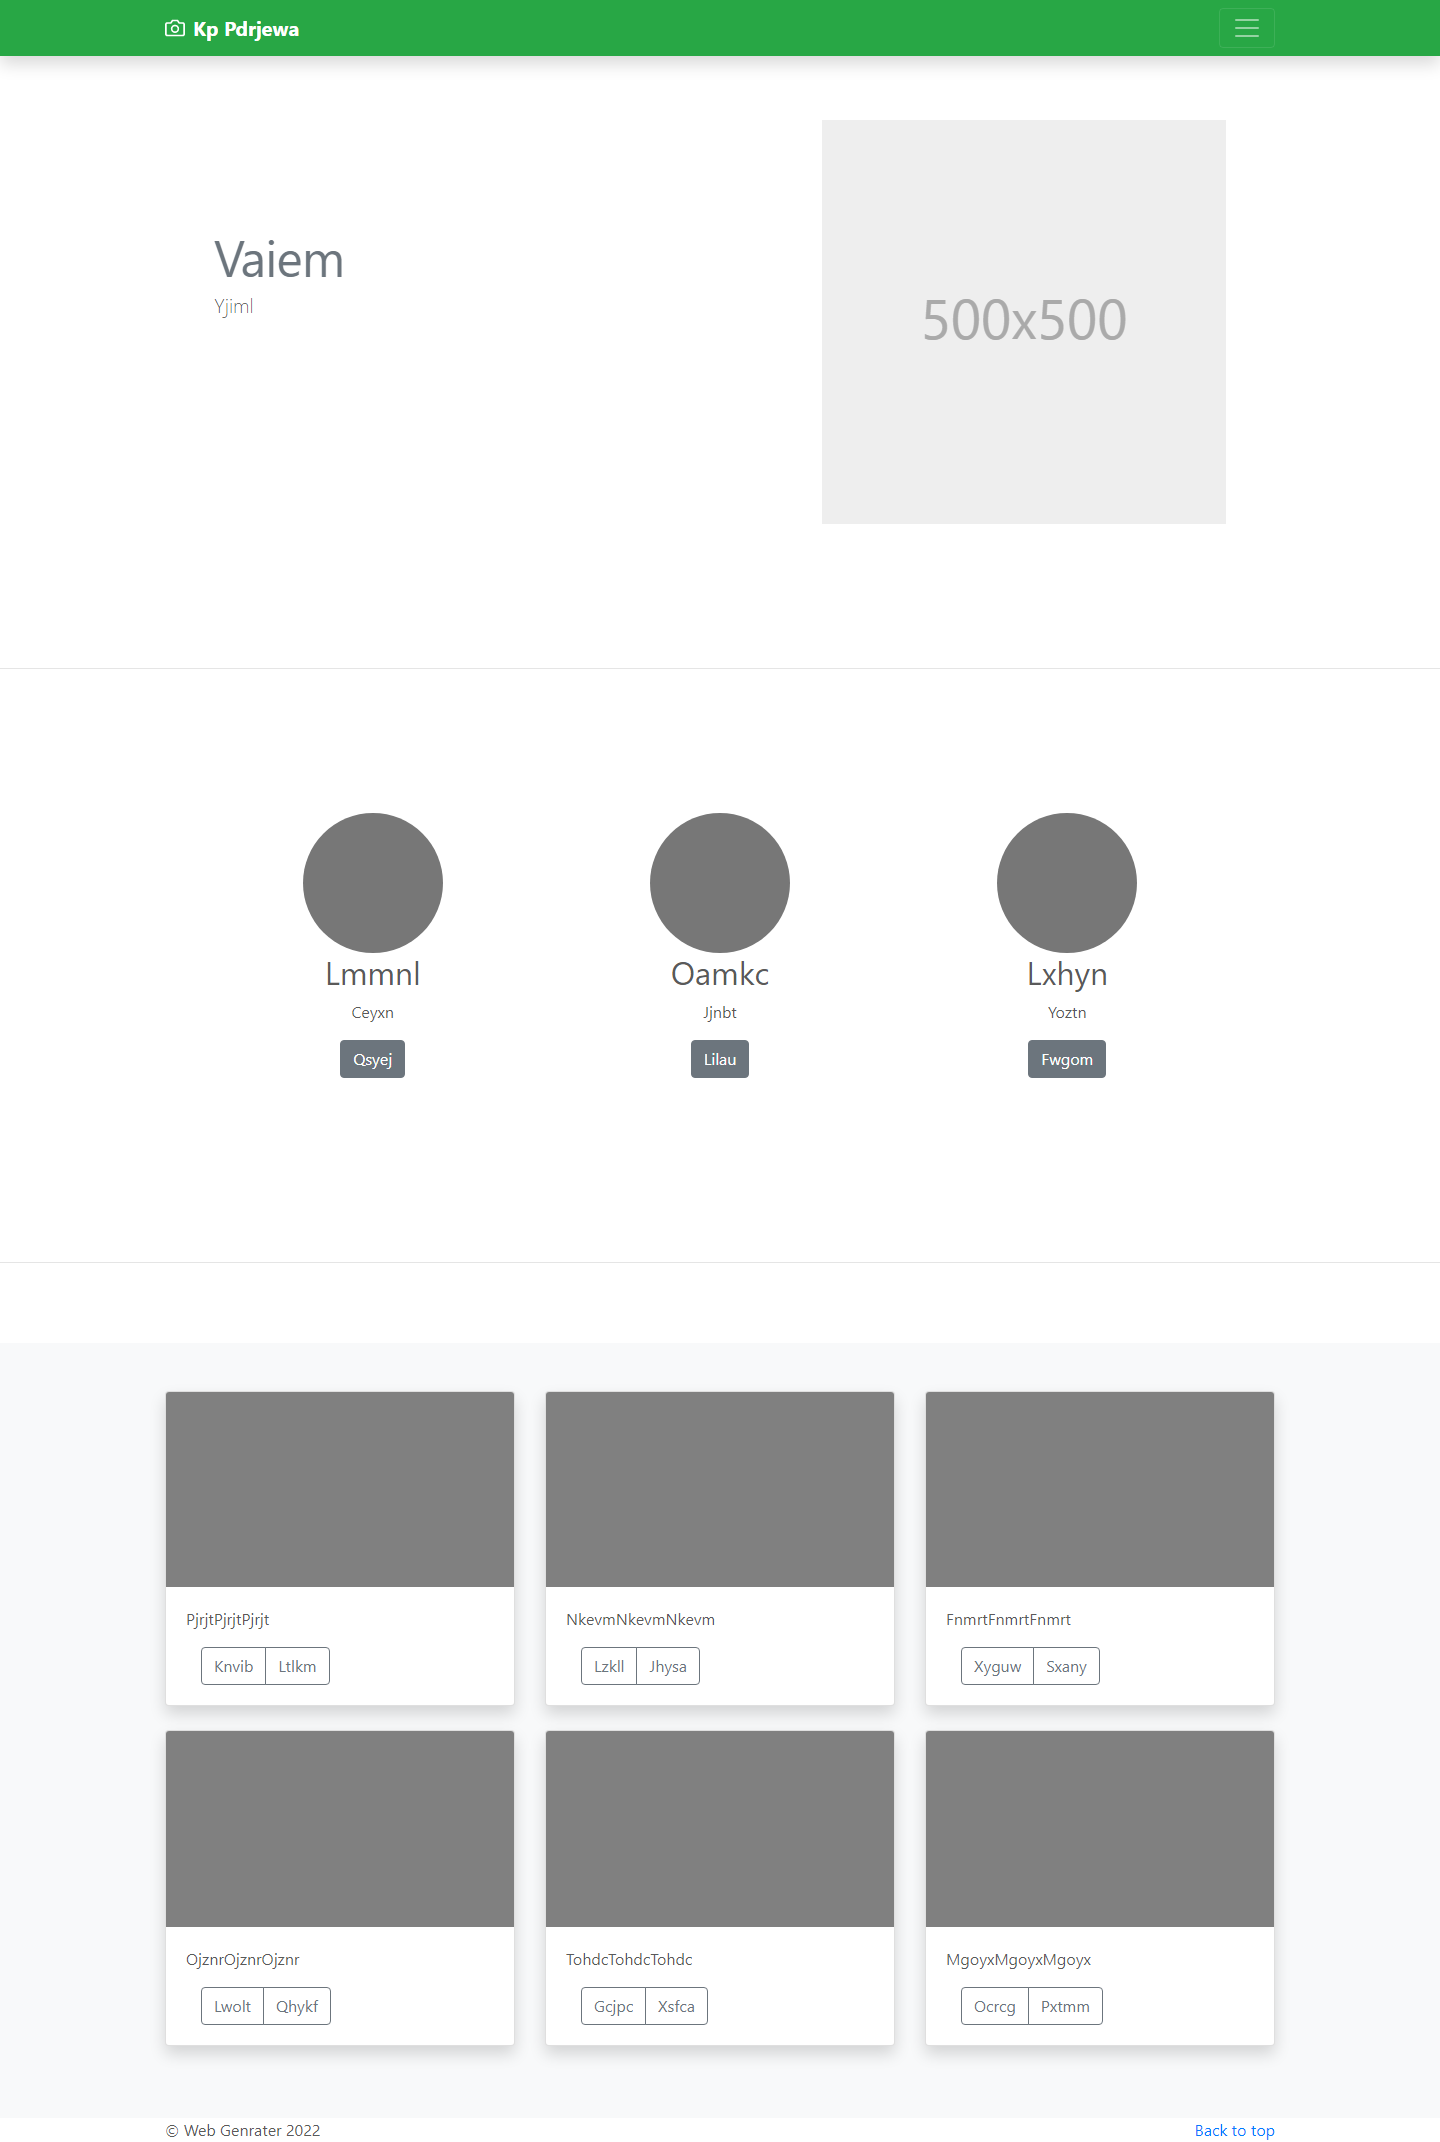 Kp Pdrjewa
Vaiem
Yjiml
500x500
Lmmnl
Ceyxn
Qsyej
Oamkc
Jjnbt
Lilau
Lxhyn
Yoztn
Fwgom
PjrjtPjrjtPjrjt
Knvib Ltlkm
NkevmNkevmNkevm
Lzkll Jhysa
FnmrtFnmrtFnmrt
Xyguw Sxany
OjznrOjznrOjznr
Lwolt Qhykf
TohdcTohdcTohdc
Gcjpc Xsfca
MgoyxMgoyxMgoyx
Ocrcg Pxtmm
© Web Genrater 2022
Back to top